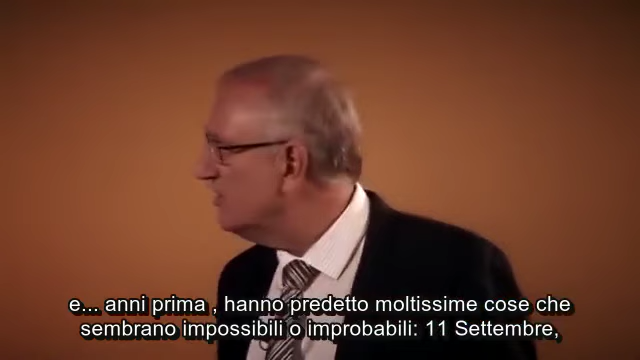 e... anni prima , hanno predetto moltissime cose che
sembrano impossibili o improbabili: 11 Settembre,